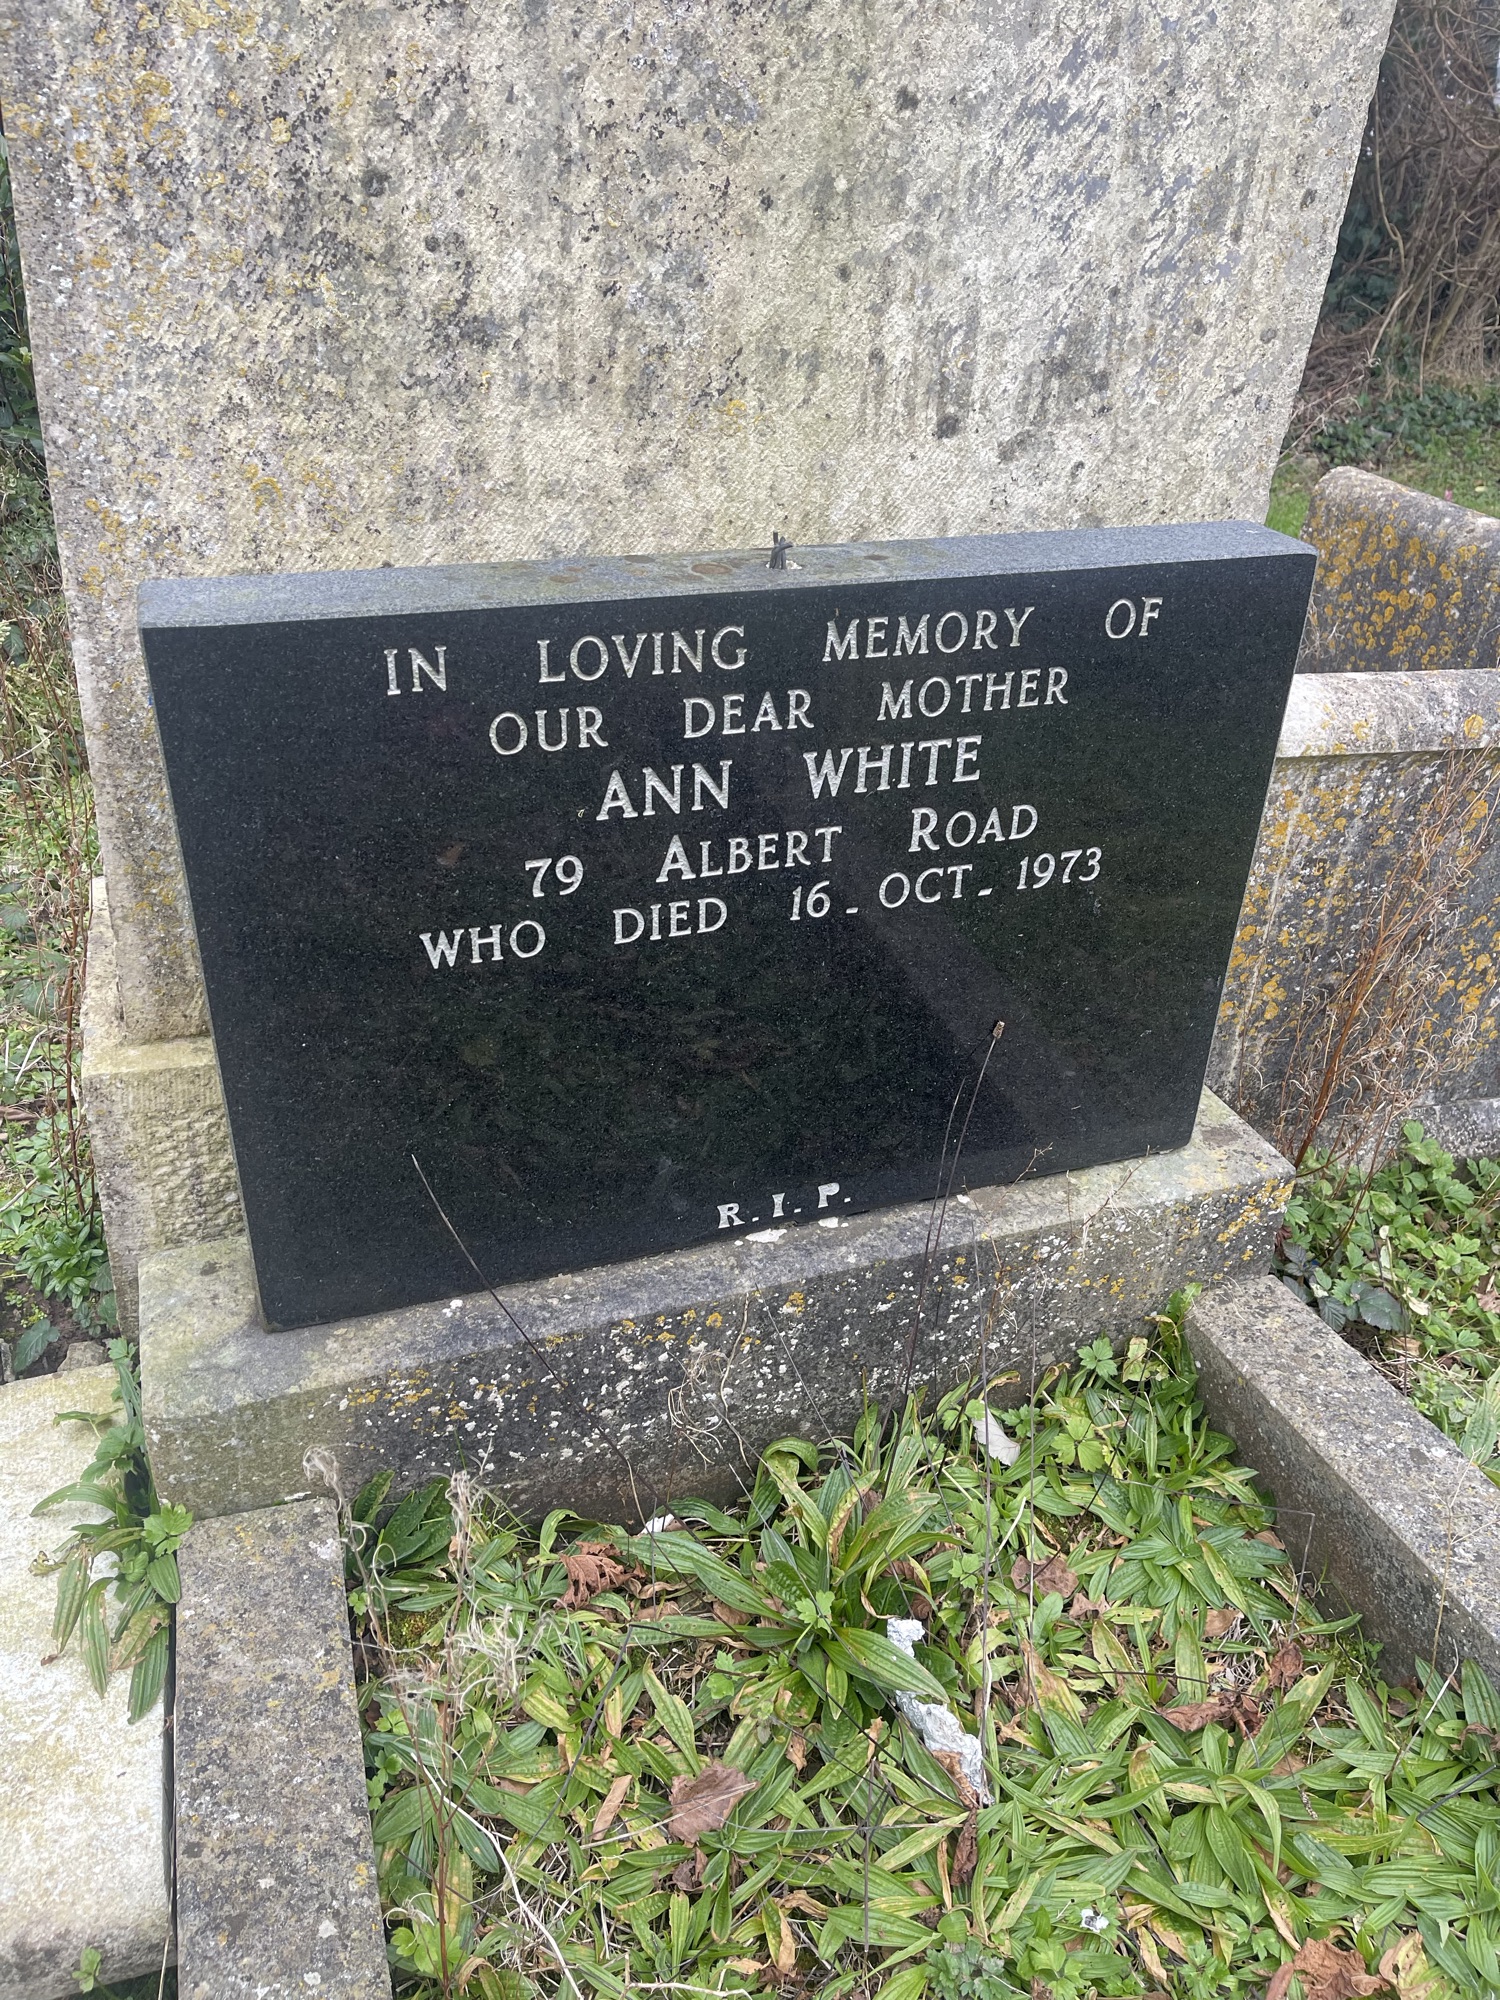 IN LOVING MEMORY OF
OUR DEAR MOTHER
ANN WHITE
79 ALBERT ROAD
WHO DIED 16 - OCT - 1973
R.I.P.